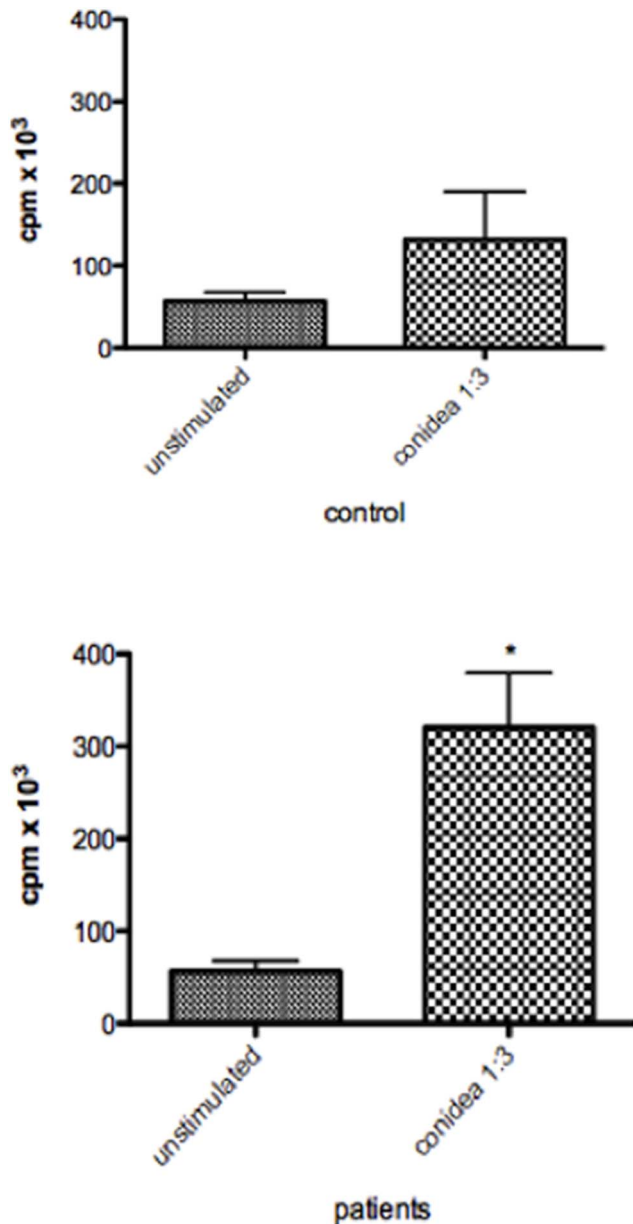 400
300
200
100
0
cpm x 10³
unstimulated
conidea 1:3
control
400
300
200
100
0
cpm x 10³
*
unstimulated
conidea 1:3
patients